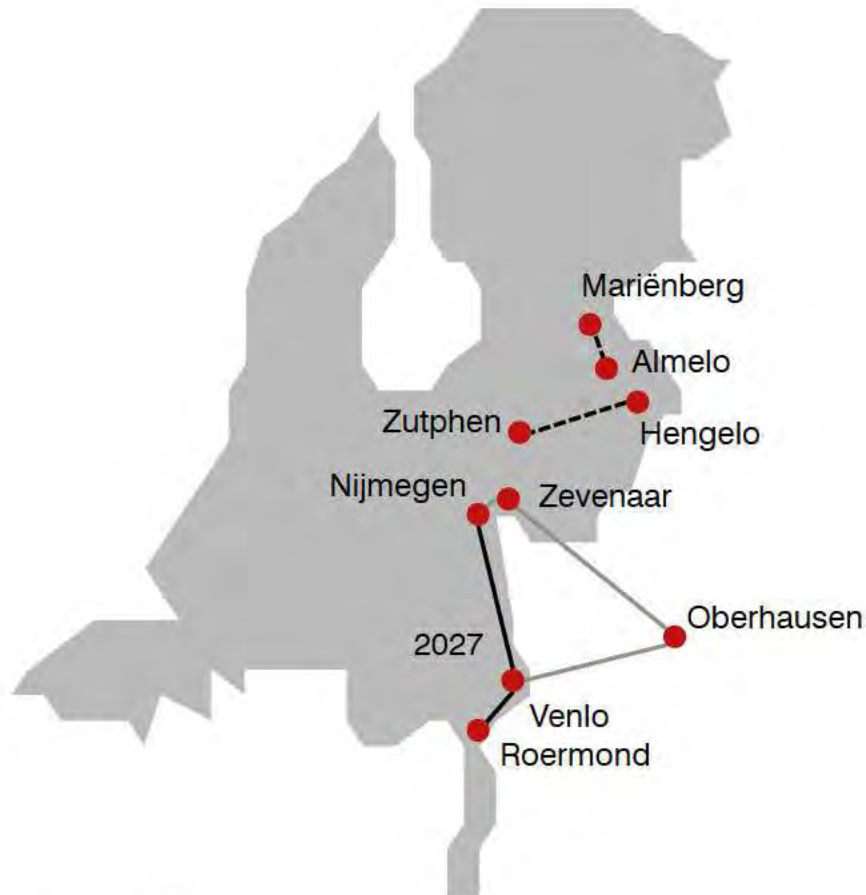 Mariënberg
Almelo
Zutphen
Hengelo
Nijmegen
Zevenaar
Oberhausen
2027
Venlo
Roermond